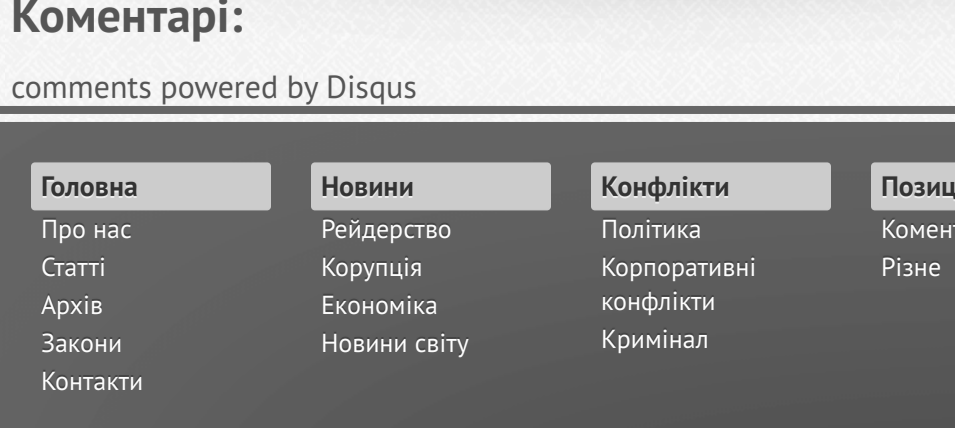 Коментарі:
comments powered by Disqus
Головна
Про нас
Статті
Архів
Закони
Контакти
Новини
Рейдерство
Корупція
Економіка
Новини світу
Конфлікти
Політика
Корпоративні
конфлікти
Кримінал
Різне